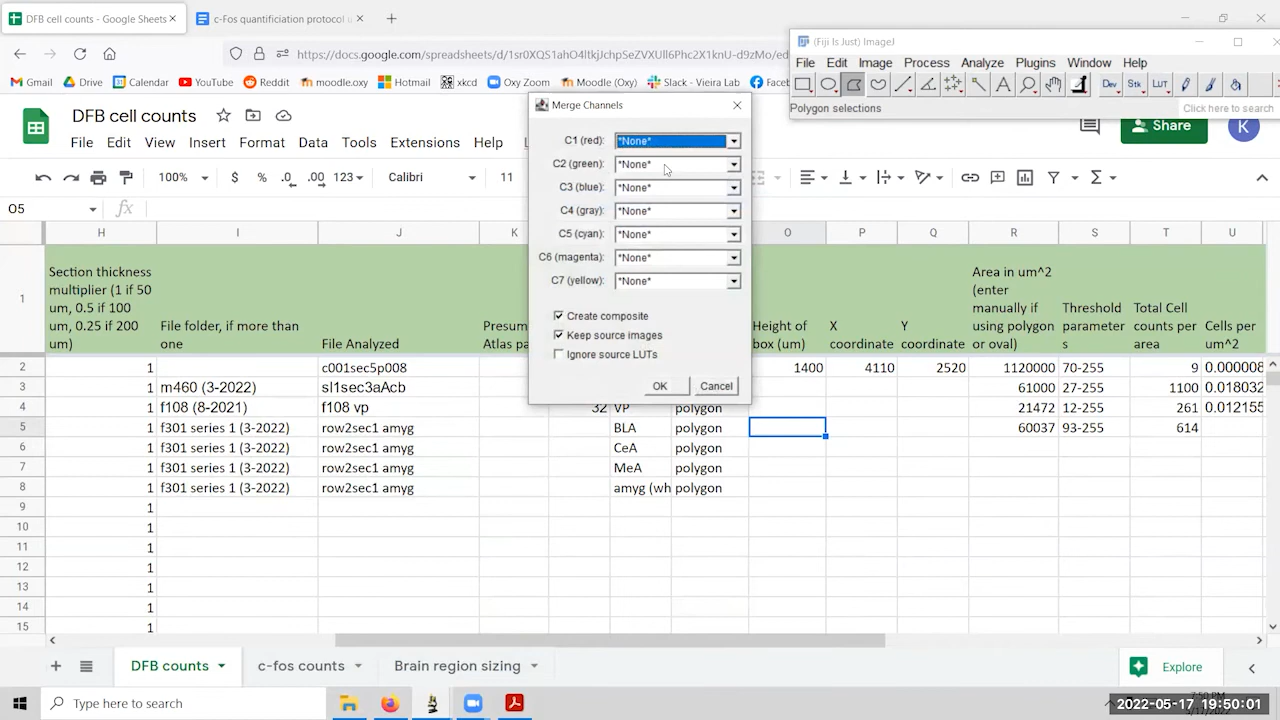 DFB cell counts - Google Sheets
c-Fos quantificiation protocol u
https://docs.google.com/spreadsheets/d/1sr0XQS1ahO4ltkjJchpSeZVXUIl6Phc2X1knU-d9zMo/ed
Gmail
Drive
Calendar
YouTube
Reddit
moodle.oxy
Hotmail
xkcd
Oxy Zoom
Moodle (Oxy)
Slack - Vieira Lab
Facebo
(Fiji Is Just) ImageJ
File Edit Image Process Analyze Plugins Window Help
Dev Stk LUT
Polygon selections
Click here to search
DFB cell counts
File Edit View Insert Format Data Tools Extensions Help
Share
K
100% $ % .0 .00 123 Calibri 11
O5
fx
H I J K O P Q R S T U
1
Section thickness multiplier (1 if 50 um, 0.5 if 100 um, 0.25 if 200 um)
File folder, if more than one
File Analyzed
Presum Atlas pa
Height of box (um)
X coordinate
Y coordinate
Area in um^2 (enter manually if using polygon or oval)
Threshold parameters
Total Cell counts per area
Cells per um^2
2 1 c001sec5p008 1400 4110 2520 1120000 70-255 9 0.000008
3 1 m460 (3-2022) sl1sec3aAcb 61000 27-255 1100 0.018032
4 1 f108 (8-2021) f108 vp 32 VP polygon 21472 12-255 261 0.012155
5 1 f301 series 1 (3-2022) row2sec1 amyg BLA polygon 60037 93-255 614
6 1 f301 series 1 (3-2022) row2sec1 amyg CeA polygon
7 1 f301 series 1 (3-2022) row2sec1 amyg MeA polygon
8 1 f301 series 1 (3-2022) row2sec1 amyg amyg (wh polygon
9 1
10 1
11 1
12 1
13 1
14 1
15 1
Merge Channels
C1 (red): *None*
C2 (green): *None*
C3 (blue): *None*
C4 (gray): *None*
C5 (cyan): *None*
C6 (magenta): *None*
C7 (yellow): *None*
Create composite
Keep source images
Ignore source LUTs
OK Cancel
DFB counts
c-fos counts
Brain region sizing
Explore
Type here to search
2022-05-17 19:50:01